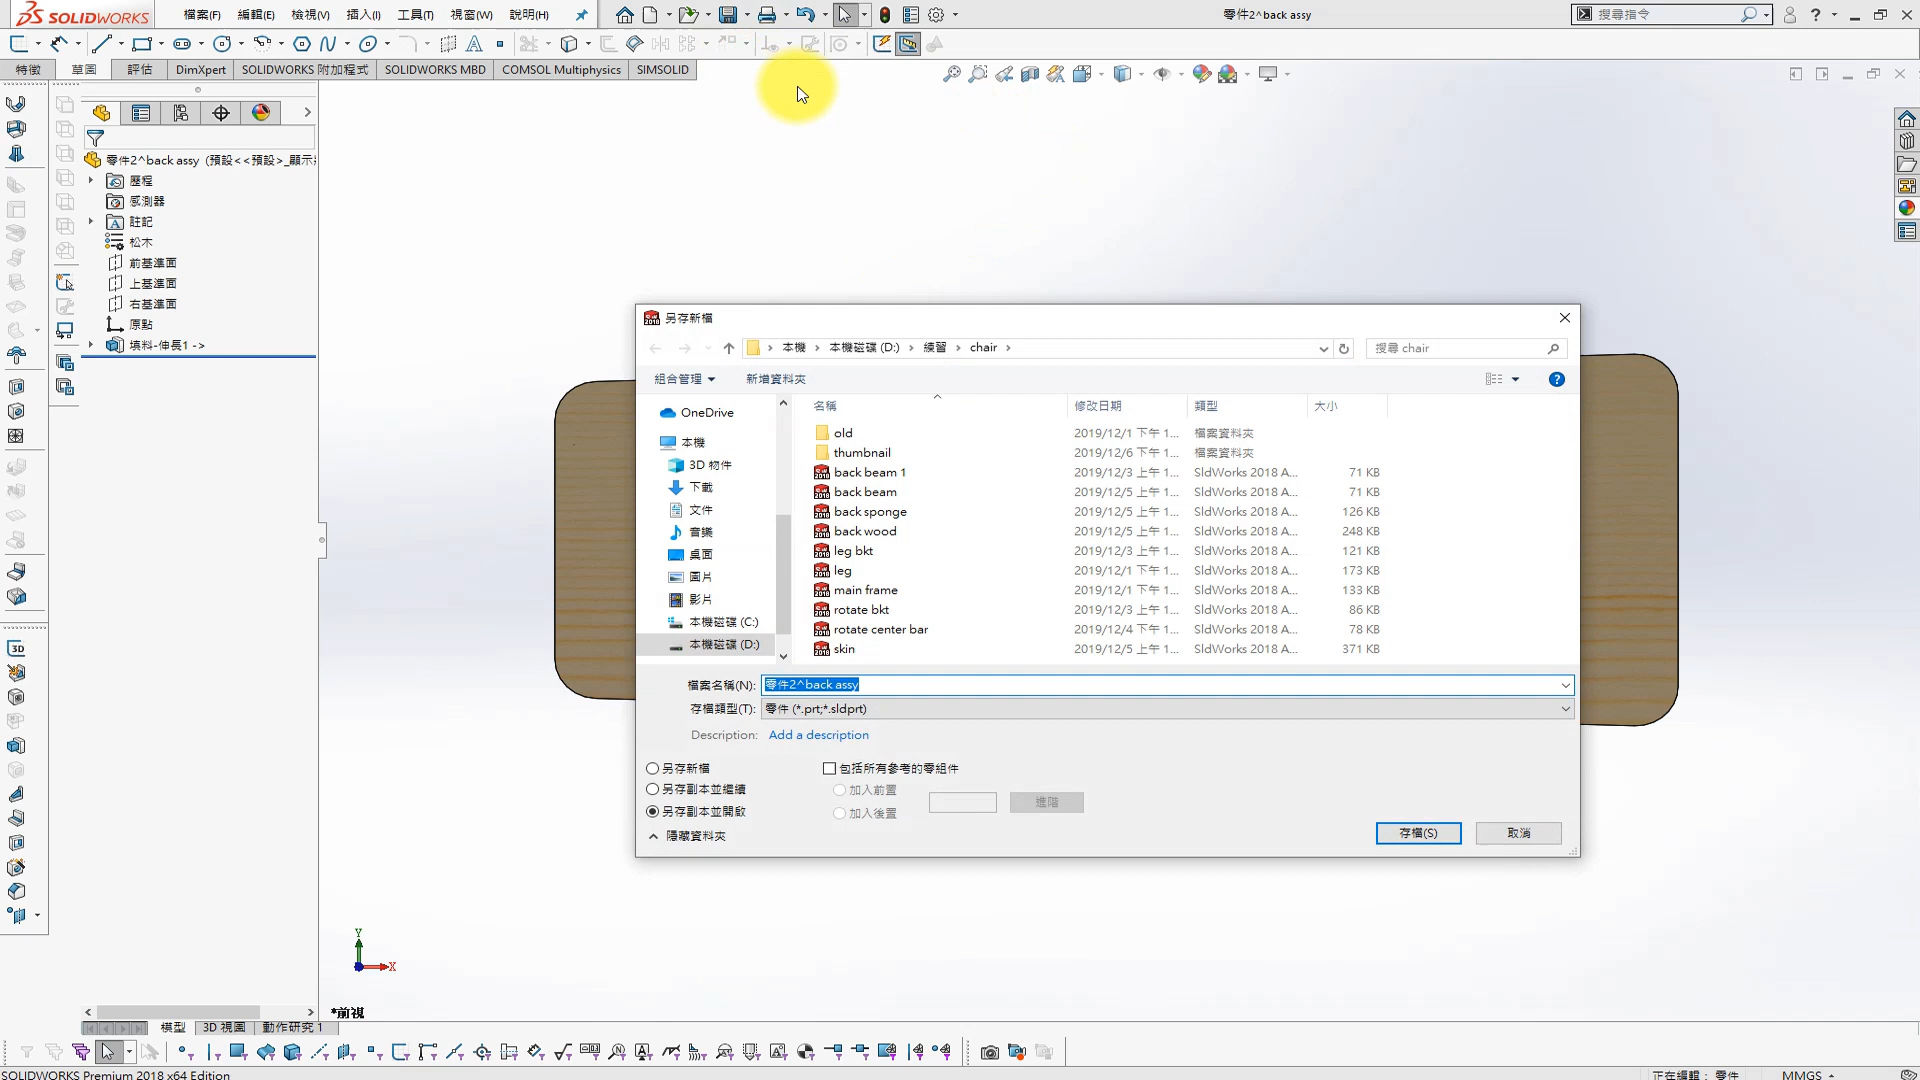 SOLIDWORKS
檔案(F)
編輯(E)
檢視(V)
插入(I)
工具(T)
視窗(W)
說明(H)
零件2^back assy
搜尋指令
特徵
草圖
評估
DimXpert
SOLIDWORKS 附加程式
SOLIDWORKS MBD
COMSOL Multiphysics
SIMSOLID
零件2^back assy (預設<<預設>_顯示
歷程
感測器
註記
松木
前基準面
上基準面
右基準面
原點
填料-伸長1 ->
另存新檔
本機 > 本機磁碟 (D:) > 練習 > chair >
搜尋 chair
組合管理
新增資料夾
OneDrive
本機
3D 物件
下載
文件
音樂
桌面
圖片
影片
本機磁碟 (C:)
本機磁碟 (D:)
名稱 修改日期 類型 大小
old 2019/12/1 下午 1... 檔案資料夾
thumbnail 2019/12/6 下午 1... 檔案資料夾
back beam 1 2019/12/3 上午 1... SldWorks 2018 A... 71 KB
back beam 2019/12/5 上午 1... SldWorks 2018 A... 71 KB
back sponge 2019/12/5 上午 1... SldWorks 2018 A... 126 KB
back wood 2019/12/5 上午 1... SldWorks 2018 A... 248 KB
leg bkt 2019/12/3 上午 1... SldWorks 2018 A... 121 KB
leg 2019/12/1 下午 1... SldWorks 2018 A... 173 KB
main frame 2019/12/1 下午 1... SldWorks 2018 A... 133 KB
rotate bkt 2019/12/3 上午 1... SldWorks 2018 A... 86 KB
rotate center bar 2019/12/4 下午 1... SldWorks 2018 A... 78 KB
skin 2019/12/5 上午 1... SldWorks 2018 A... 371 KB
檔案名稱(N): 零件2^back assy
存檔類型(T): 零件 (*.prt;*.sldprt)
Description: Add a description
另存新檔
另存副本並繼續
另存副本並開啟
包括所有參考的零組件
加入前置
加入後置
進階
隱藏資料夾
存檔(S)
取消
Y
X
*前視
模型
3D 視圖
動作研究 1
SOLIDWORKS Premium 2018 x64 Edition
正在編輯： 零件
MMGS